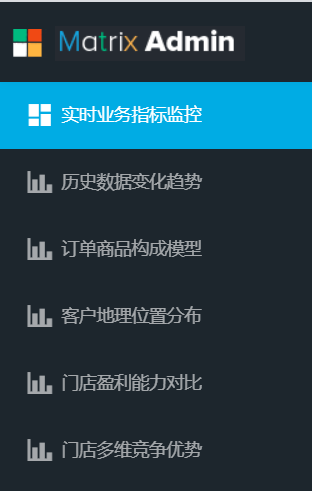 Matrix Admin
实时业务指标监控
历史数据变化趋势
订单商品构成模型
客户地理位置分布
门店盈利能力对比
门店多维竞争优势